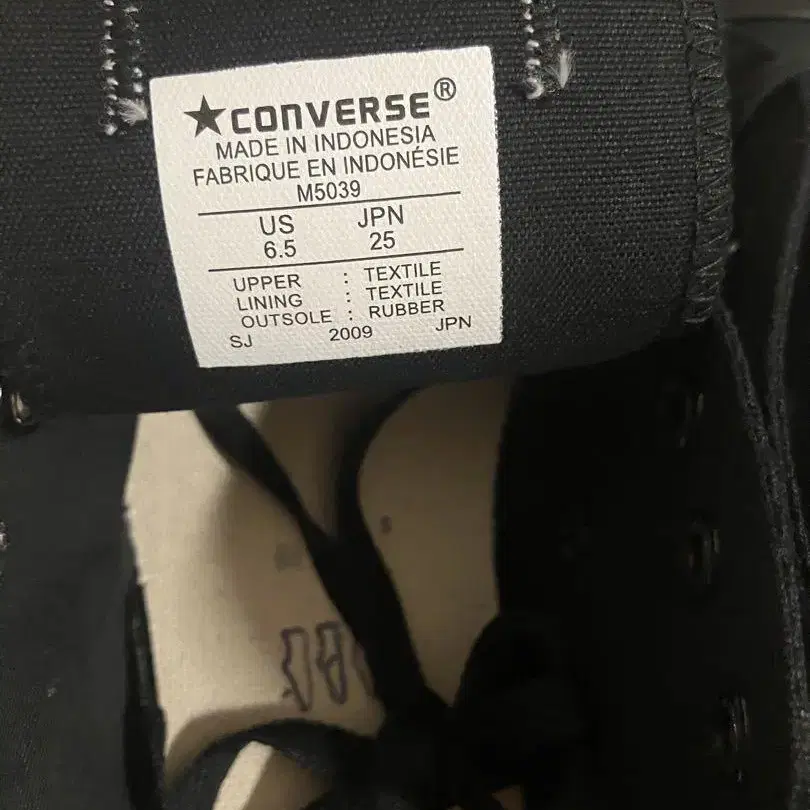 ★CONVERSE®
MADE IN INDONESIA
FABRIQUE EN INDONÉSIE
M5039
US JPN
6.5 25
UPPER : TEXTILE
LINING : TEXTILE
OUTSOLE : RUBBER
SJ 2009 JPN